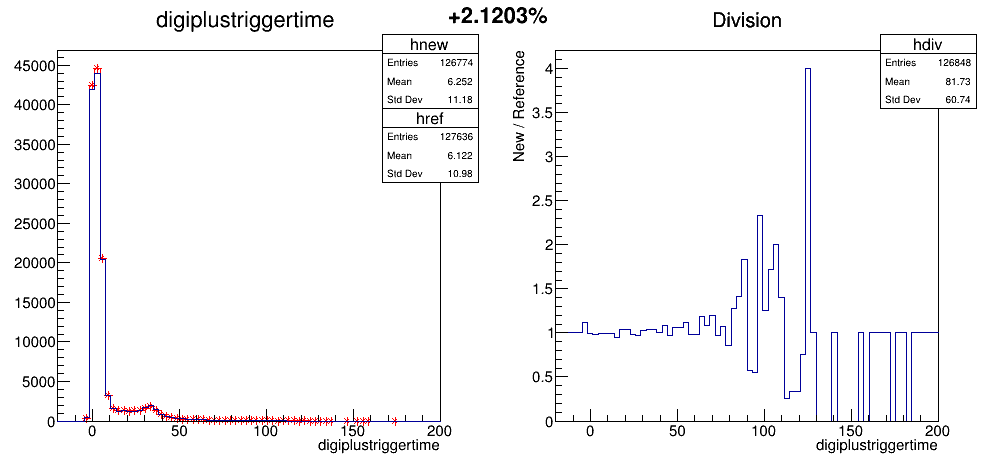 +2.1203%
digiplustriggertime
hnew
Entries 126774
Mean 6.252
Std Dev 11.18
href
Entries 127636
Mean 6.122
Std Dev 10.98
45000
40000
35000
30000
25000
20000
15000
10000
5000
0
0 50 100 150 200
digiplustriggertime
Division
hdiv
Entries 126848
Mean 81.73
Std Dev 60.74
New / Reference
4
3.5
3
2.5
2
1.5
1
0.5
0
0 50 100 150 200
digiplustriggertime